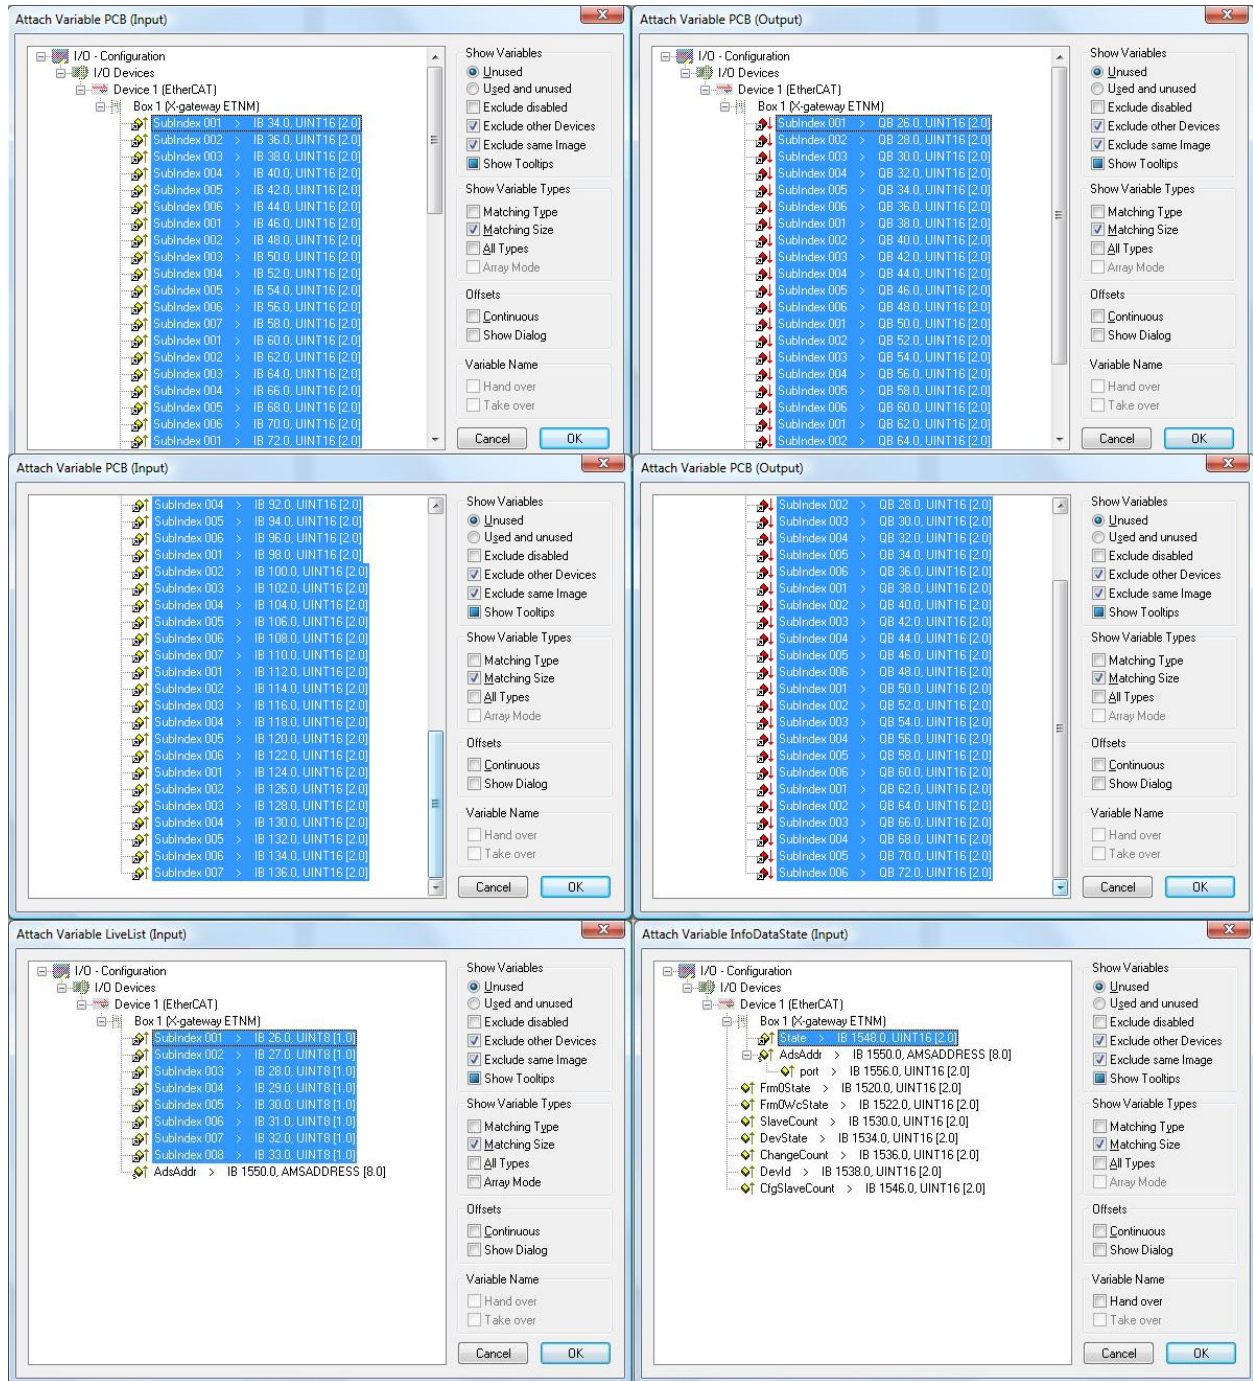 Attach Variable PCB (Input)
I/O - Configuration
I/O Devices
Device 1 (EtherCAT)
Box 1 (X-gateway ETNM)
SubIndex 001 > IB 34.0, UINT16 [2.0]
SubIndex 002 > IB 36.0, UINT16 [2.0]
SubIndex 003 > IB 38.0, UINT16 [2.0]
SubIndex 004 > IB 40.0, UINT16 [2.0]
SubIndex 005 > IB 42.0, UINT16 [2.0]
SubIndex 006 > IB 44.0, UINT16 [2.0]
SubIndex 001 > IB 46.0, UINT16 [2.0]
SubIndex 002 > IB 48.0, UINT16 [2.0]
SubIndex 003 > IB 50.0, UINT16 [2.0]
SubIndex 004 > IB 52.0, UINT16 [2.0]
SubIndex 005 > IB 54.0, UINT16 [2.0]
SubIndex 006 > IB 56.0, UINT16 [2.0]
SubIndex 007 > IB 58.0, UINT16 [2.0]
SubIndex 001 > IB 60.0, UINT16 [2.0]
SubIndex 002 > IB 62.0, UINT16 [2.0]
SubIndex 003 > IB 64.0, UINT16 [2.0]
SubIndex 004 > IB 66.0, UINT16 [2.0]
SubIndex 005 > IB 68.0, UINT16 [2.0]
SubIndex 006 > IB 70.0, UINT16 [2.0]
SubIndex 001 > IB 72.0, UINT16 [2.0]
Show Variables
Unused
Used and unused
Exclude disabled
Exclude other Devices
Exclude same Image
Show Tooltips
Show Variable Types
Matching Type
Matching Size
All Types
Array Mode
Offsets
Continuous
Show Dialog
Variable Name
Hand over
Take over
Cancel OK
Attach Variable PCB (Output)
I/O - Configuration
I/O Devices
Device 1 (EtherCAT)
Box 1 (X-gateway ETNM)
SubIndex 001 > QB 26.0, UINT16 [2.0]
SubIndex 002 > QB 28.0, UINT16 [2.0]
SubIndex 003 > QB 30.0, UINT16 [2.0]
SubIndex 004 > QB 32.0, UINT16 [2.0]
SubIndex 005 > QB 34.0, UINT16 [2.0]
SubIndex 006 > QB 36.0, UINT16 [2.0]
SubIndex 001 > QB 38.0, UINT16 [2.0]
SubIndex 002 > QB 40.0, UINT16 [2.0]
SubIndex 003 > QB 42.0, UINT16 [2.0]
SubIndex 004 > QB 44.0, UINT16 [2.0]
SubIndex 005 > QB 46.0, UINT16 [2.0]
SubIndex 006 > QB 48.0, UINT16 [2.0]
SubIndex 001 > QB 50.0, UINT16 [2.0]
SubIndex 002 > QB 52.0, UINT16 [2.0]
SubIndex 003 > QB 54.0, UINT16 [2.0]
SubIndex 004 > QB 56.0, UINT16 [2.0]
SubIndex 005 > QB 58.0, UINT16 [2.0]
SubIndex 006 > QB 60.0, UINT16 [2.0]
SubIndex 001 > QB 62.0, UINT16 [2.0]
SubIndex 002 > QB 64.0, UINT16 [2.0]
Show Variables
Unused
Used and unused
Exclude disabled
Exclude other Devices
Exclude same Image
Show Tooltips
Show Variable Types
Matching Type
Matching Size
All Types
Array Mode
Offsets
Continuous
Show Dialog
Variable Name
Hand over
Take over
Cancel OK
Attach Variable PCB (Input)
SubIndex 004 > IB 92.0, UINT16 [2.0]
SubIndex 005 > IB 94.0, UINT16 [2.0]
SubIndex 006 > IB 96.0, UINT16 [2.0]
SubIndex 001 > IB 98.0, UINT16 [2.0]
SubIndex 002 > IB 100.0, UINT16 [2.0]
SubIndex 003 > IB 102.0, UINT16 [2.0]
SubIndex 004 > IB 104.0, UINT16 [2.0]
SubIndex 005 > IB 106.0, UINT16 [2.0]
SubIndex 006 > IB 108.0, UINT16 [2.0]
SubIndex 007 > IB 110.0, UINT16 [2.0]
SubIndex 001 > IB 112.0, UINT16 [2.0]
SubIndex 002 > IB 114.0, UINT16 [2.0]
SubIndex 003 > IB 116.0, UINT16 [2.0]
SubIndex 004 > IB 118.0, UINT16 [2.0]
SubIndex 005 > IB 120.0, UINT16 [2.0]
SubIndex 006 > IB 122.0, UINT16 [2.0]
SubIndex 001 > IB 124.0, UINT16 [2.0]
SubIndex 002 > IB 126.0, UINT16 [2.0]
SubIndex 003 > IB 128.0, UINT16 [2.0]
SubIndex 004 > IB 130.0, UINT16 [2.0]
SubIndex 005 > IB 132.0, UINT16 [2.0]
SubIndex 006 > IB 134.0, UINT16 [2.0]
SubIndex 007 > IB 136.0, UINT16 [2.0]
Show Variables
Unused
Used and unused
Exclude disabled
Exclude other Devices
Exclude same Image
Show Tooltips
Show Variable Types
Matching Type
Matching Size
All Types
Array Mode
Offsets
Continuous
Show Dialog
Variable Name
Hand over
Take over
Cancel OK
Attach Variable PCB (Output)
SubIndex 002 > QB 28.0, UINT16 [2.0]
SubIndex 003 > QB 30.0, UINT16 [2.0]
SubIndex 004 > QB 32.0, UINT16 [2.0]
SubIndex 005 > QB 34.0, UINT16 [2.0]
SubIndex 006 > QB 36.0, UINT16 [2.0]
SubIndex 001 > QB 38.0, UINT16 [2.0]
SubIndex 002 > QB 40.0, UINT16 [2.0]
SubIndex 003 > QB 42.0, UINT16 [2.0]
SubIndex 004 > QB 44.0, UINT16 [2.0]
SubIndex 005 > QB 46.0, UINT16 [2.0]
SubIndex 006 > QB 48.0, UINT16 [2.0]
SubIndex 001 > QB 50.0, UINT16 [2.0]
SubIndex 002 > QB 52.0, UINT16 [2.0]
SubIndex 003 > QB 54.0, UINT16 [2.0]
SubIndex 004 > QB 56.0, UINT16 [2.0]
SubIndex 005 > QB 58.0, UINT16 [2.0]
SubIndex 006 > QB 60.0, UINT16 [2.0]
SubIndex 001 > QB 62.0, UINT16 [2.0]
SubIndex 002 > QB 64.0, UINT16 [2.0]
SubIndex 003 > QB 66.0, UINT16 [2.0]
SubIndex 004 > QB 68.0, UINT16 [2.0]
SubIndex 005 > QB 70.0, UINT16 [2.0]
SubIndex 006 > QB 72.0, UINT16 [2.0]
Show Variables
Unused
Used and unused
Exclude disabled
Exclude other Devices
Exclude same Image
Show Tooltips
Show Variable Types
Matching Type
Matching Size
All Types
Array Mode
Offsets
Continuous
Show Dialog
Variable Name
Hand over
Take over
Cancel OK
Attach Variable LiveList (Input)
I/O - Configuration
I/O Devices
Device 1 (EtherCAT)
Box 1 (X-gateway ETNM)
SubIndex 001 > IB 26.0, UINT8 [1.0]
SubIndex 002 > IB 27.0, UINT8 [1.0]
SubIndex 003 > IB 28.0, UINT8 [1.0]
SubIndex 004 > IB 29.0, UINT8 [1.0]
SubIndex 005 > IB 30.0, UINT8 [1.0]
SubIndex 006 > IB 31.0, UINT8 [1.0]
SubIndex 007 > IB 32.0, UINT8 [1.0]
SubIndex 008 > IB 33.0, UINT8 [1.0]
AdsAddr > IB 1550.0, AMSADDRESS [8.0]
Show Variables
Unused
Used and unused
Exclude disabled
Exclude other Devices
Exclude same Image
Show Tooltips
Show Variable Types
Matching Type
Matching Size
All Types
Array Mode
Offsets
Continuous
Show Dialog
Variable Name
Hand over
Take over
Cancel OK
Attach Variable InfoDataState (Input)
I/O - Configuration
I/O Devices
Device 1 (EtherCAT)
Box 1 (X-gateway ETNM)
State > IB 1548.0, UINT16 [2.0]
AdsAddr > IB 1550.0, AMSADDRESS [8.0]
port > IB 1556.0, UINT16 [2.0]
Frm0State > IB 1520.0, UINT16 [2.0]
Frm0WcState > IB 1522.0, UINT16 [2.0]
SlaveCount > IB 1530.0, UINT16 [2.0]
DevState > IB 1534.0, UINT16 [2.0]
ChangeCount > IB 1536.0, UINT16 [2.0]
DevId > IB 1538.0, UINT16 [2.0]
CfgSlaveCount > IB 1546.0, UINT16 [2.0]
Show Variables
Unused
Used and unused
Exclude disabled
Exclude other Devices
Exclude same Image
Show Tooltips
Show Variable Types
Matching Type
Matching Size
All Types
Array Mode
Offsets
Continuous
Show Dialog
Variable Name
Hand over
Take over
Cancel OK